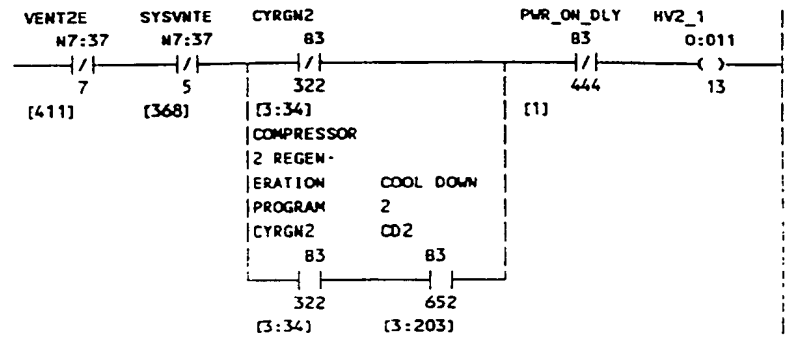 VENT2E SYSVNTE CYRGN2 PWR_ON_DLY HV2_1
N7:37 N7:37 B3 B3 O:011
7 5 322 444 13
[411] [368] [3:34] [1]
COMPRESSOR
2 REGEN-
ERATION COOL DOWN
PROGRAM 2
CYRGN2 CD2
B3 B3
322 652
[3:34] [3:203]